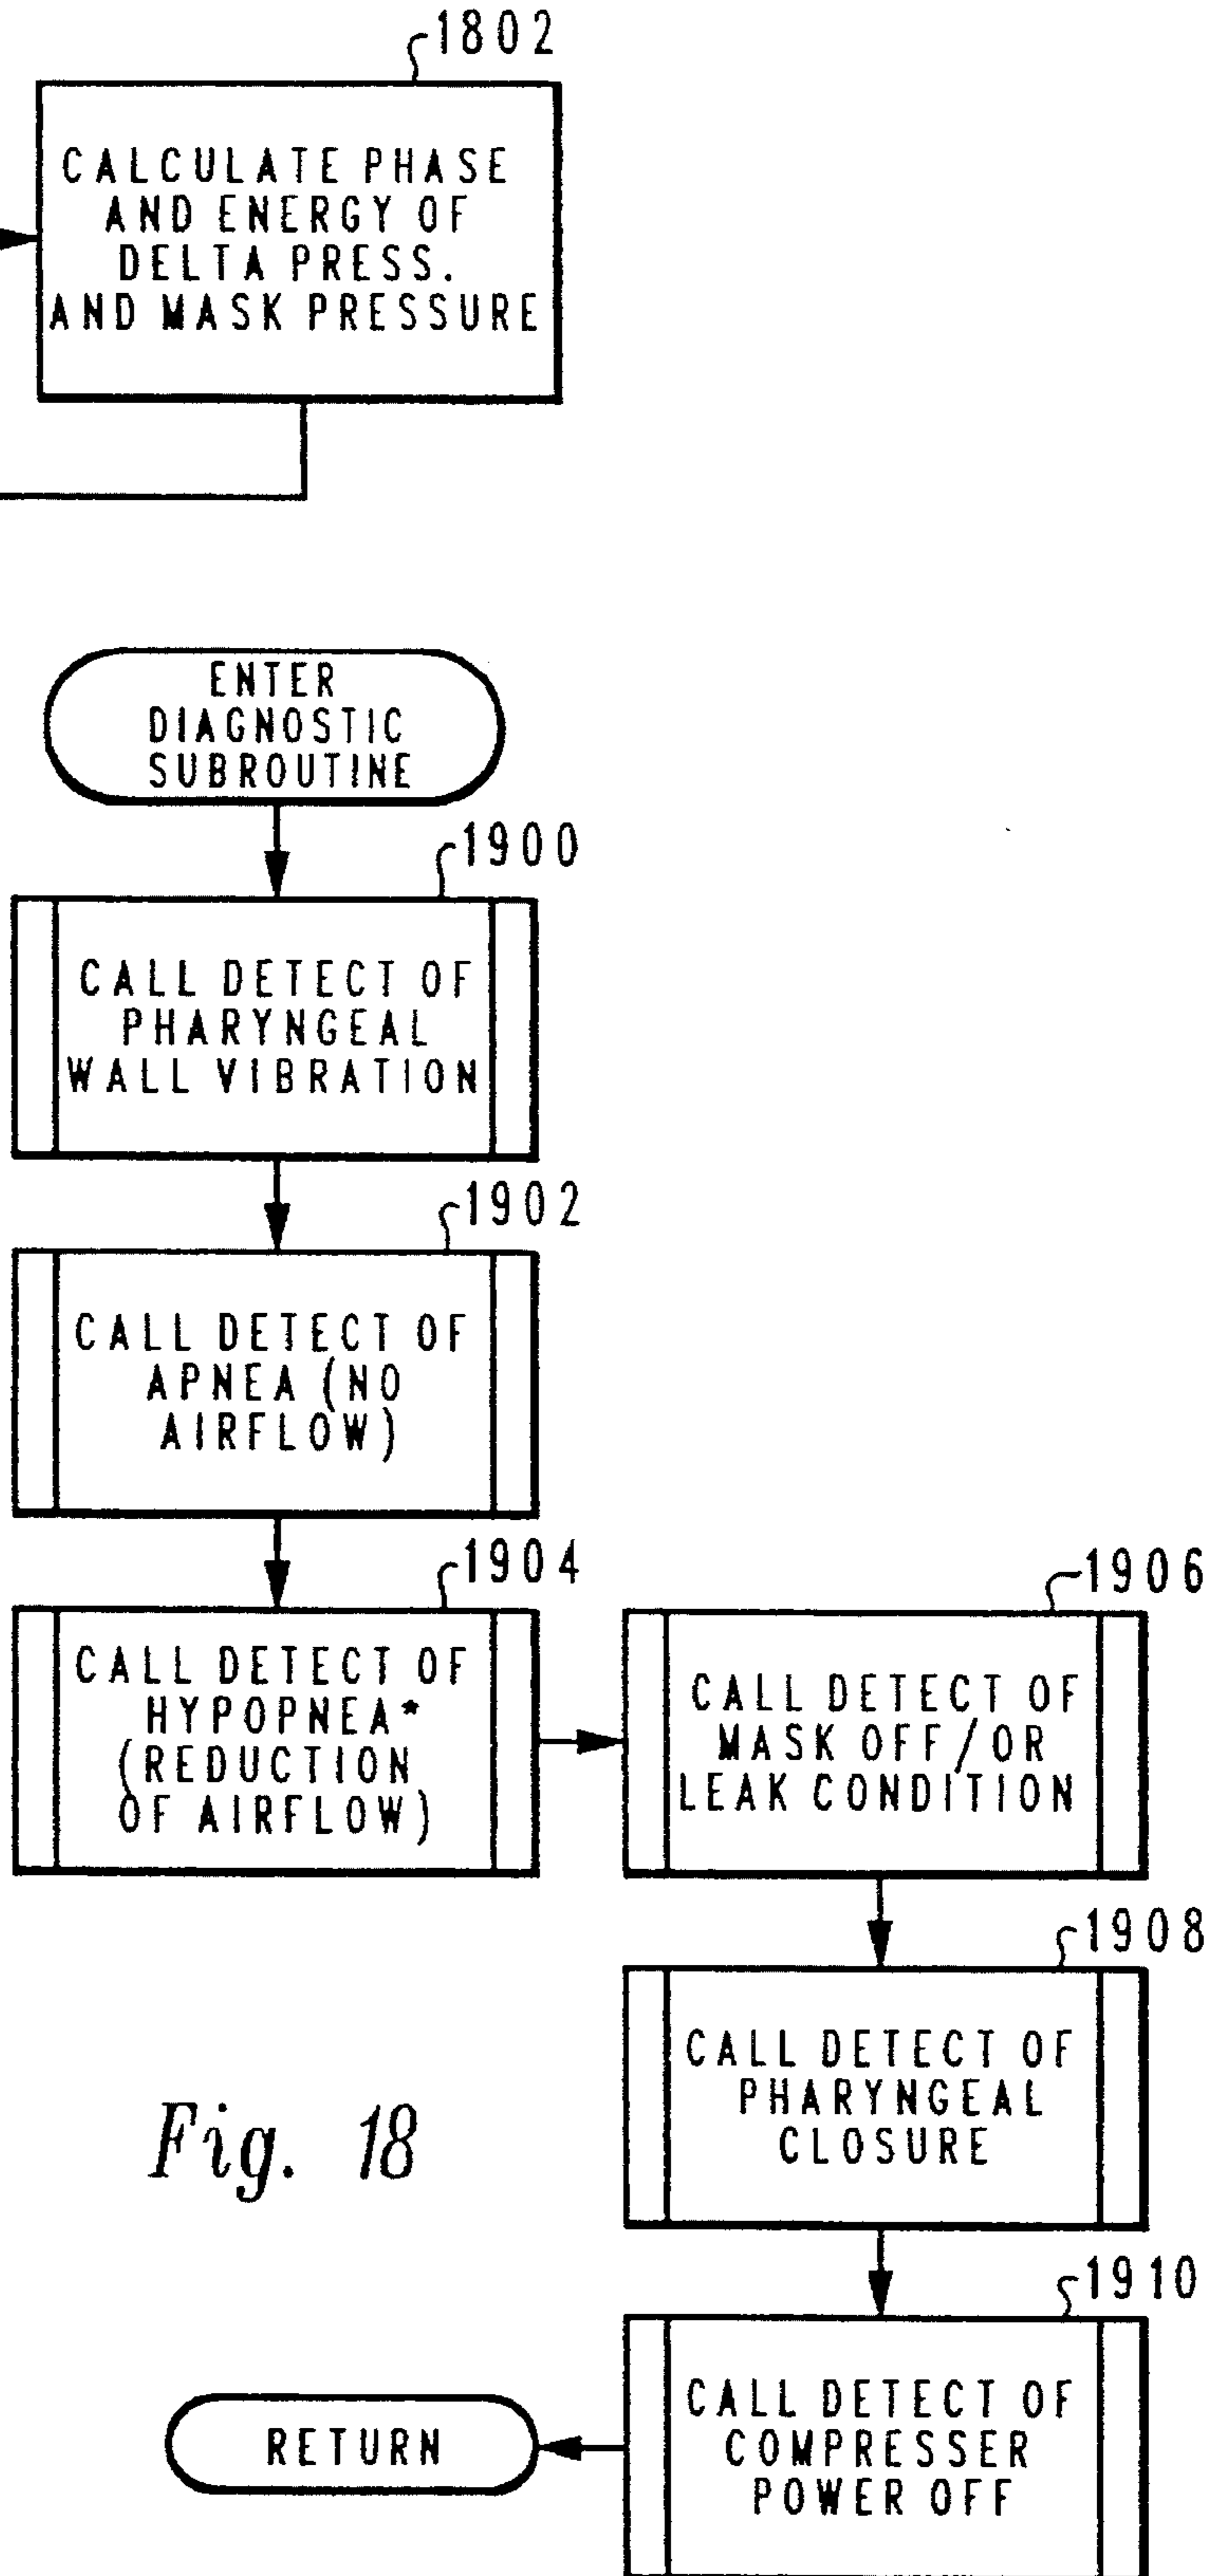 1802
CALCULATE PHASE
AND ENERGY OF
DELTA PRESS.
AND MASK PRESSURE
ENTER
DIAGNOSTIC
SUBROUTINE
1900
CALL DETECT OF
PHARYNGEAL
WALL VIBRATION
1902
CALL DETECT OF
APNEA (NO
AIRFLOW)
1904
CALL DETECT OF
HYPOPNEA*
(REDUCTION
OF AIRFLOW)
1906
CALL DETECT OF
MASK OFF/OR
LEAK CONDITION
1908
CALL DETECT OF
PHARYNGEAL
CLOSURE
Fig. 18
1910
CALL DETECT OF
COMPRESSER
POWER OFF
RETURN